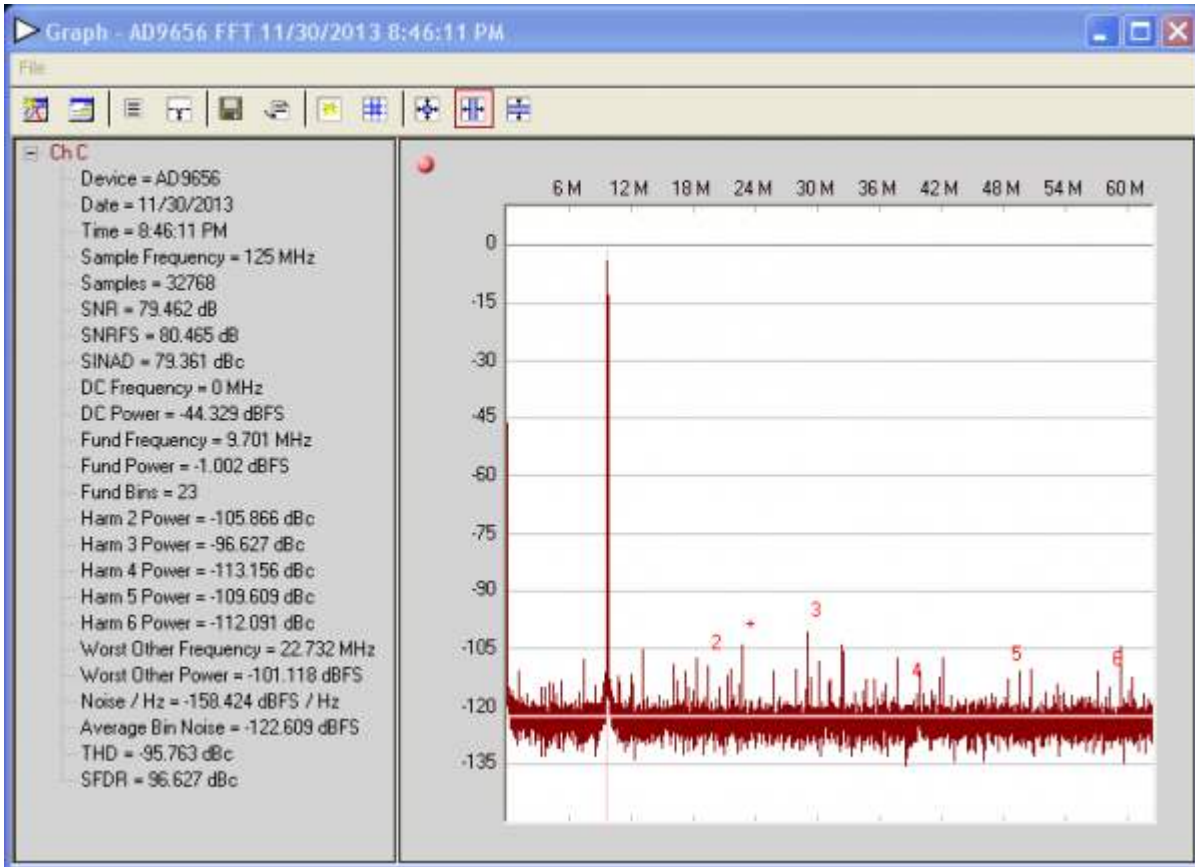 Graph - AD9656 FFT 11/30/2013 8:46:11 PM
File
Ch C
Device = AD9656
Date = 11/30/2013
Time = 8:46:11 PM
Sample Frequency = 125 MHz
Samples = 32768
SNR = 79.462 dB
SNRFS = 80.465 dB
SINAD = 79.361 dBc
DC Frequency = 0 MHz
DC Power = -44.329 dBFS
Fund Frequency = 9.701 MHz
Fund Power = -1.002 dBFS
Fund Bins = 23
Harm 2 Power = -105.866 dBc
Harm 3 Power = -96.627 dBc
Harm 4 Power = -113.156 dBc
Harm 5 Power = -109.609 dBc
Harm 6 Power = -112.091 dBc
Worst Other Frequency = 22.732 MHz
Worst Other Power = -101.118 dBFS
Noise / Hz = -158.424 dBFS / Hz
Average Bin Noise = -122.609 dBFS
THD = -95.763 dBc
SFDR = 96.627 dBc
6 M 12 M 18 M 24 M 30 M 36 M 42 M 48 M 54 M 60 M
0
-15
-30
-45
-60
-75
-90
-105
-120
-135
2 + 3 4 5 6